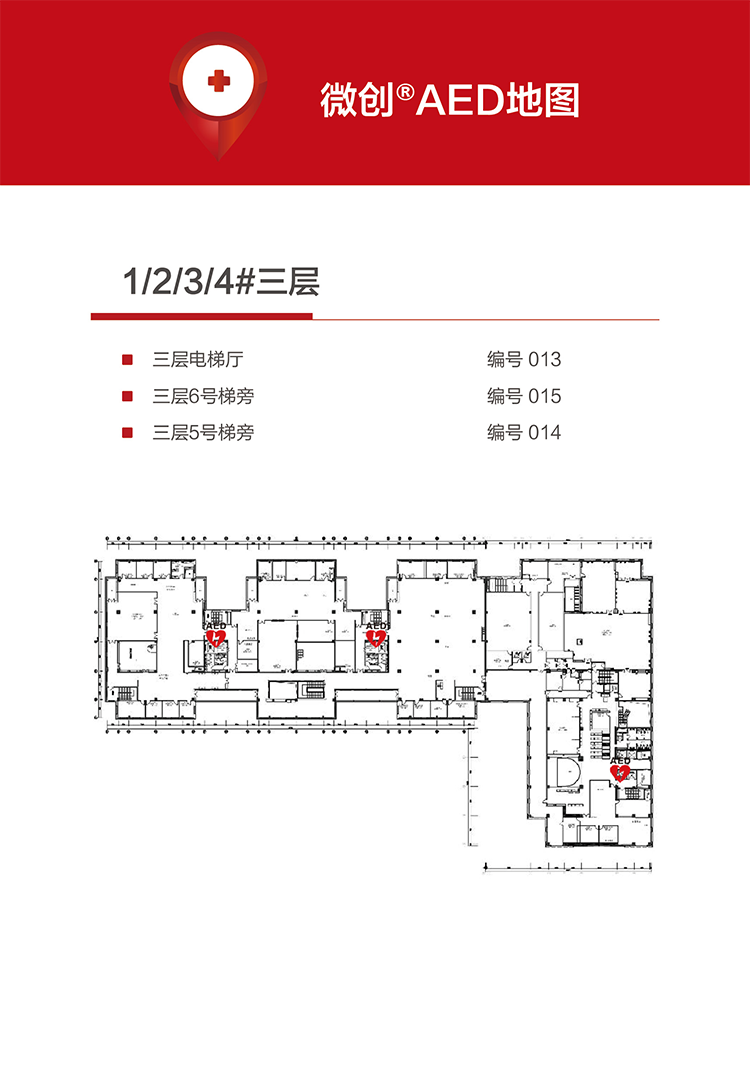 微创®AED地图
1/2/3/4#三层
三层电梯厅 编号 013
三层6号梯旁 编号 015
三层5号梯旁 编号 014
AED
AED
AED